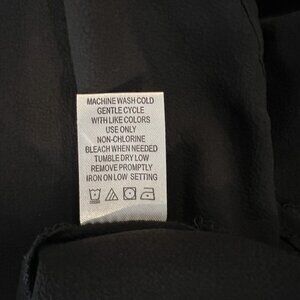 MACHINE WASH COLD
GENTLE CYCLE
WITH LIKE COLORS
USE ONLY
NON-CHLORINE
BLEACH WHEN NEEDED
TUMBLE DRY LOW
REMOVE PROMPTLY
IRON ON LOW SETTING